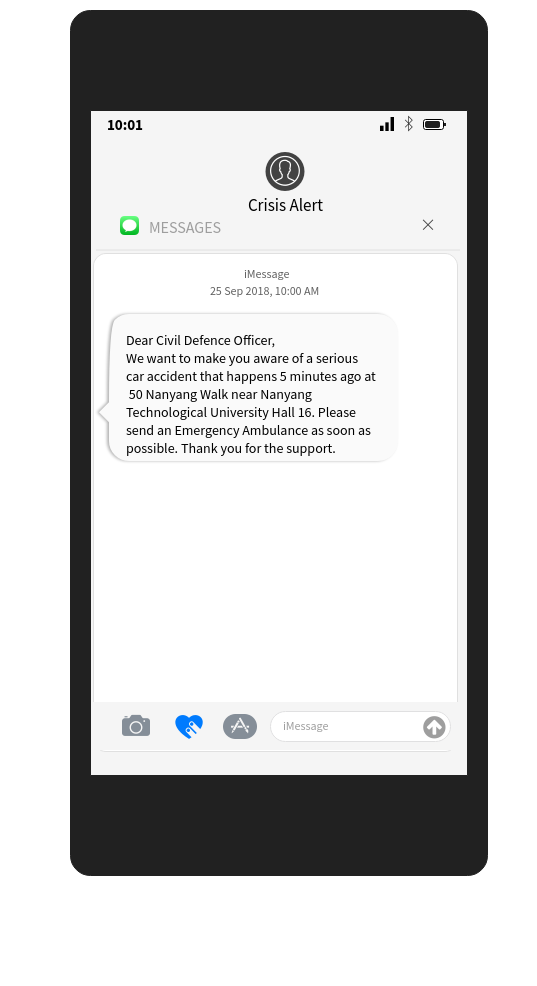 10:01
Crisis Alert
MESSAGES
iMessage
25 Sep 2018, 10:00 AM
Dear Civil Defence Officer,
We want to make you aware of a serious
car accident that happens 5 minutes ago at
50 Nanyang Walk near Nanyang
Technological University Hall 16. Please
send an Emergency Ambulance as soon as
possible. Thank you for the support.
iMessage